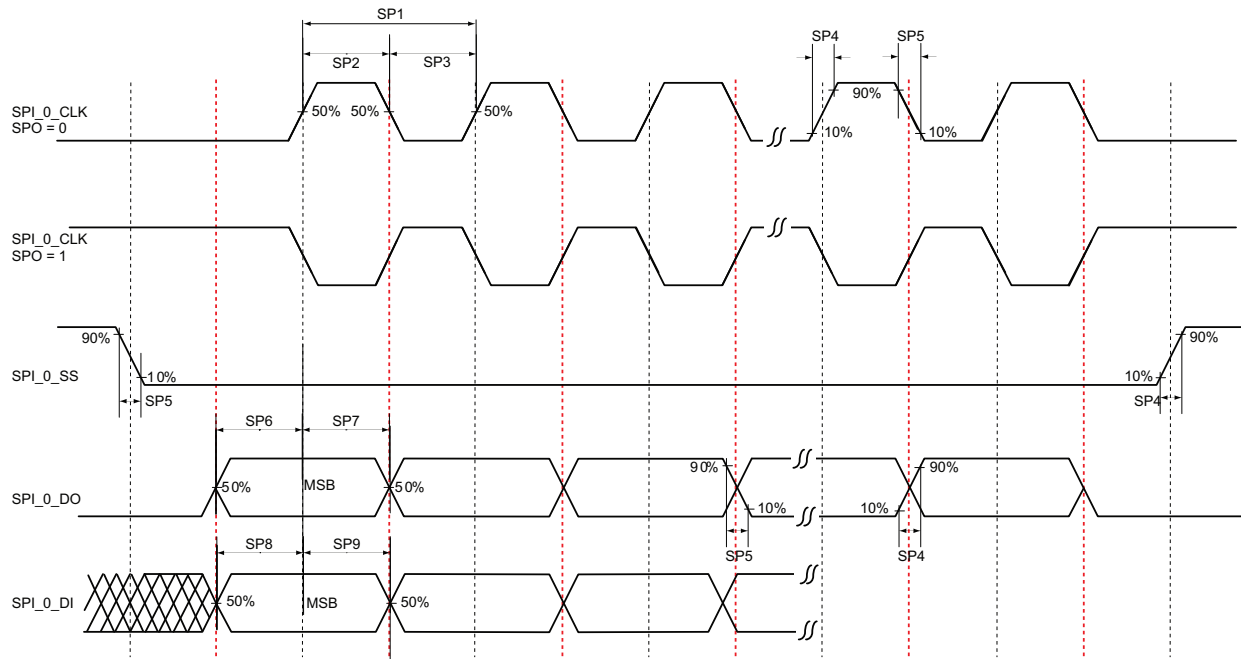 SP1
SP4 SP5
SP2 SP3
SPI_0_CLK
SPO = 0
50% 50% 50% 90%
10% 10%
SPI_0_CLK
SPO = 1
90% 90%
SPI_0_SS
10% 10%
SP5 SP4
SP6 SP7
90% 90%
SPI_0_DO
50% MSB 50%
10% 10%
SP8 SP9 SP5 SP4
SPI_0_DI
50% MSB 50%